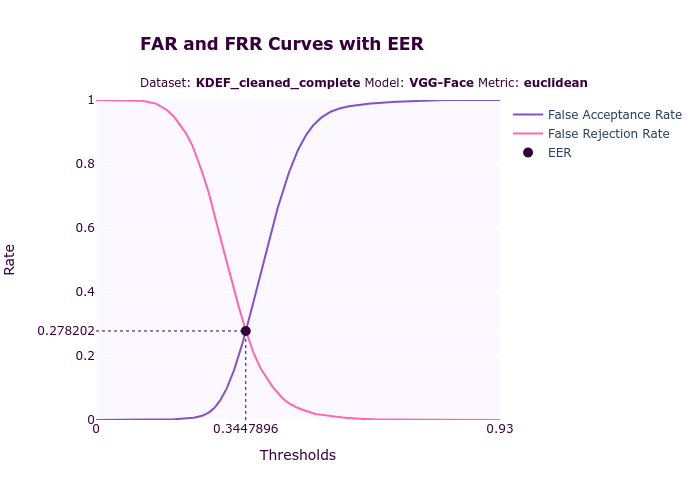 FAR and FRR Curves with EER
Dataset: KDEF_cleaned_complete Model: VGG-Face Metric: euclidean
1
0.8
0.6
0.4
0.278202
0.2
0
Rate
0
0.3447896
0.93
Thresholds
False Acceptance Rate
False Rejection Rate
EER